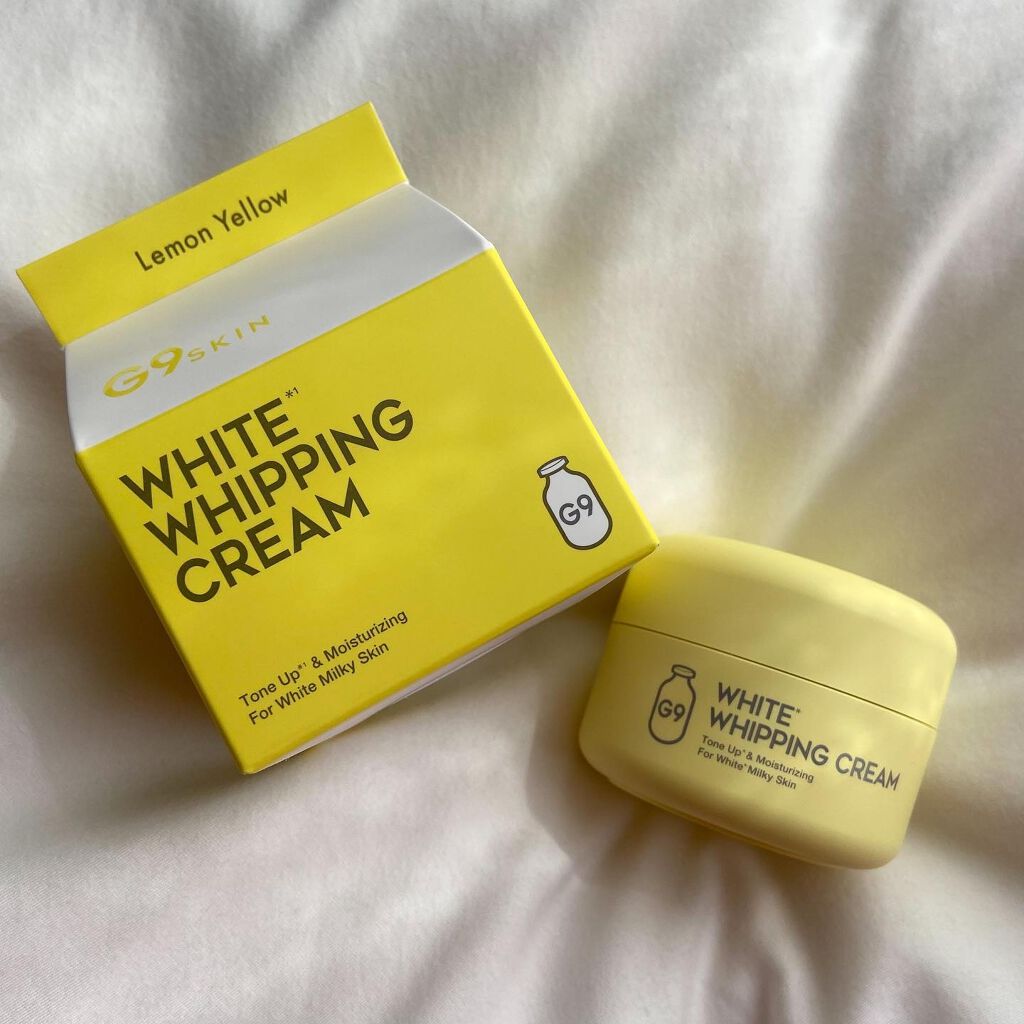 Lemon Yellow
G9SKIN
WHITE*1
WHIPPING
CREAM
G9
Tone Up*1 & Moisturizing
For White Milky Skin
G9
WHITE*
WHIPPING CREAM
Tone Up* & Moisturizing
For White* Milky Skin